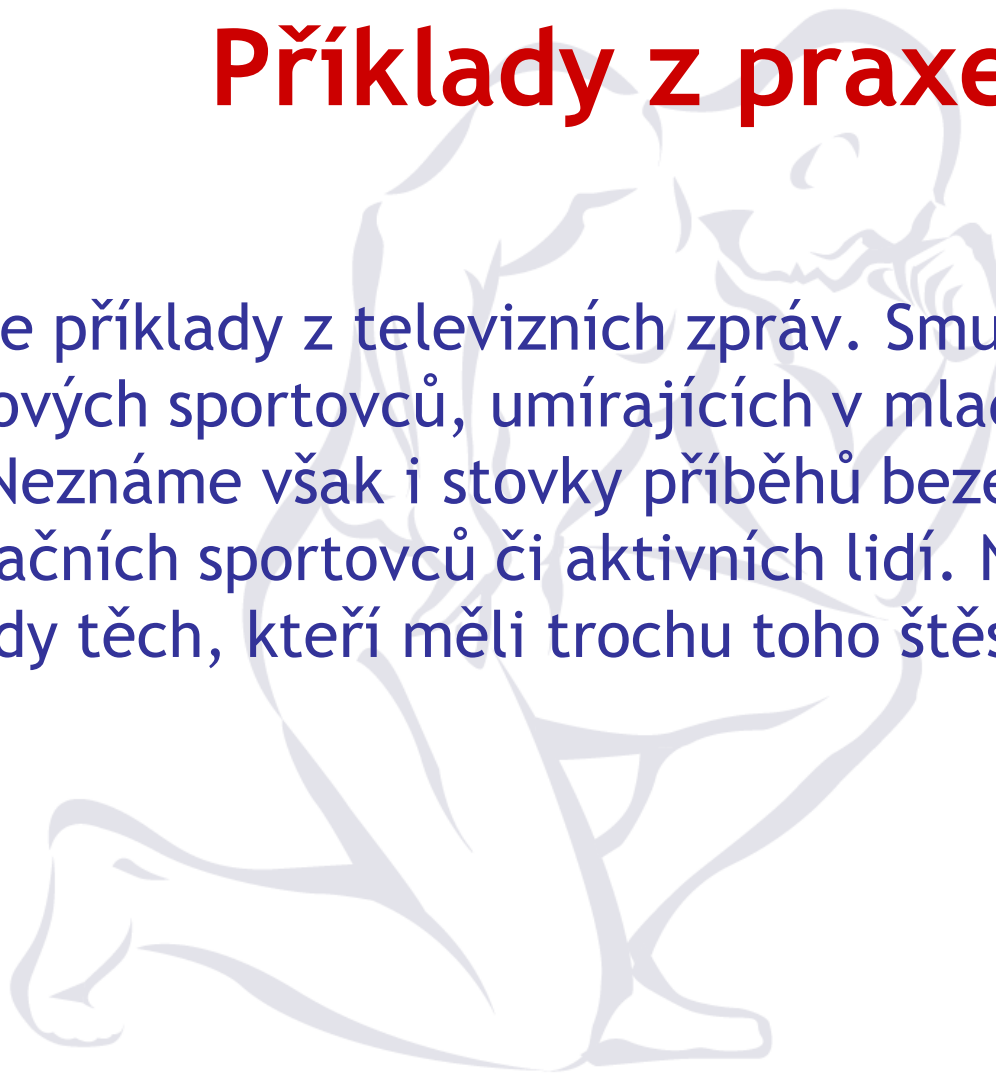 Příklady z praxe
e příklady z televizních zpráv. Smu
ových sportovců, umírajících v mla
Neznáme však i stovky příběhů beze
ačních sportovců či aktivních lidí. N
dy těch, kteří měli trochu toho štěs